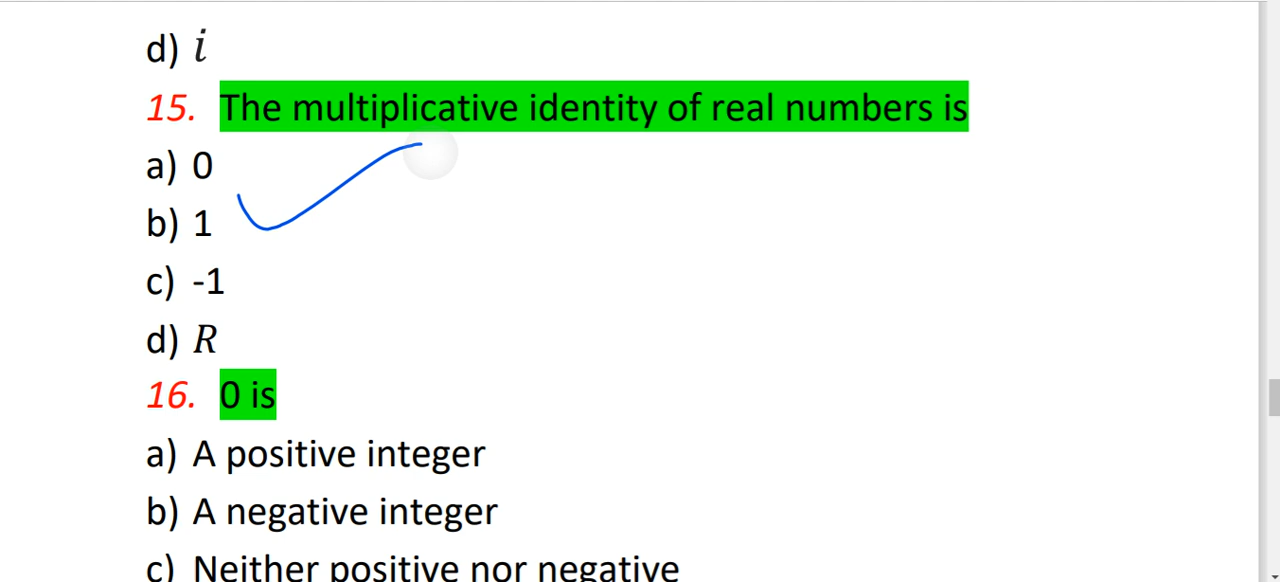 d) i
15. The multiplicative identity of real numbers is
a) 0
b) 1
c) -1
d) R
16. 0 is
a) A positive integer
b) A negative integer
c) Neither positive nor negative